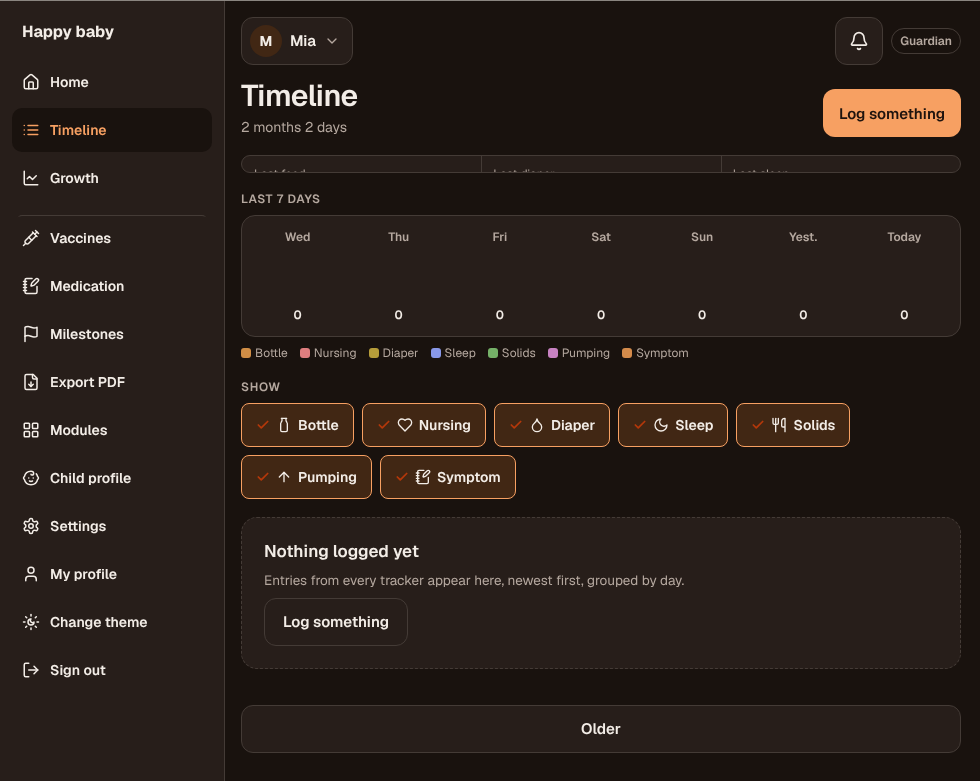 Happy baby
M Mia
Guardian
Home
Timeline
Growth
Vaccines
Medication
Milestones
Export PDF
Modules
Child profile
Settings
My profile
Change theme
Sign out
Timeline
2 months 2 days
Log something
LAST 7 DAYS
Wed Thu Fri Sat Sun Yest. Today
0 0 0 0 0 0 0
Bottle Nursing Diaper Sleep Solids Pumping Symptom
SHOW
Bottle Nursing Diaper Sleep Solids
Pumping Symptom
Nothing logged yet
Entries from every tracker appear here, newest first, grouped by day.
Log something
Older